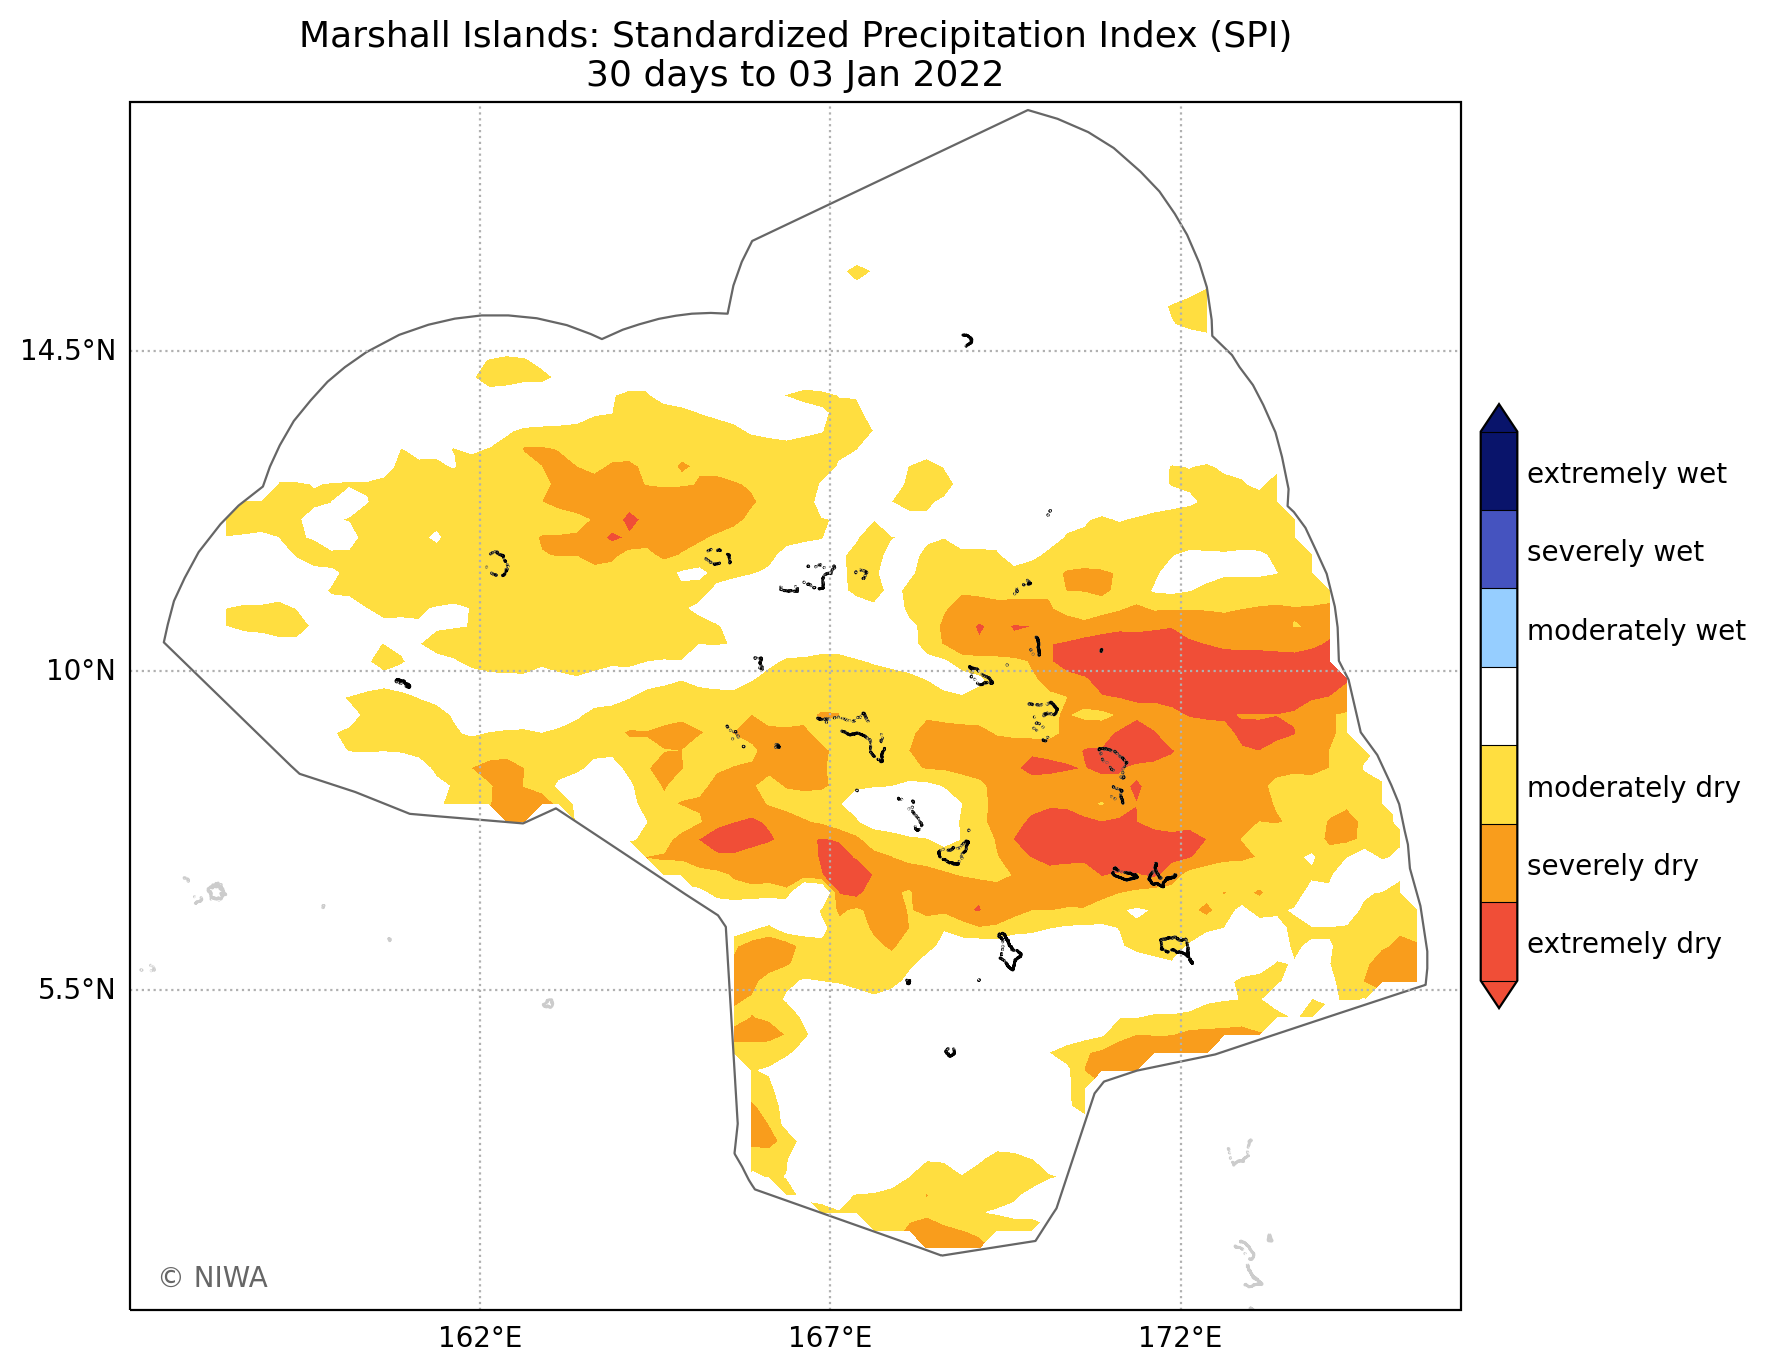 Marshall Islands: Standardized Precipitation Index (SPI)
30 days to 03 Jan 2022
14.5°N
10°N
5.5°N
162°E
167°E
172°E
extremely wet
severely wet
moderately wet
moderately dry
severely dry
extremely dry
© NIWA